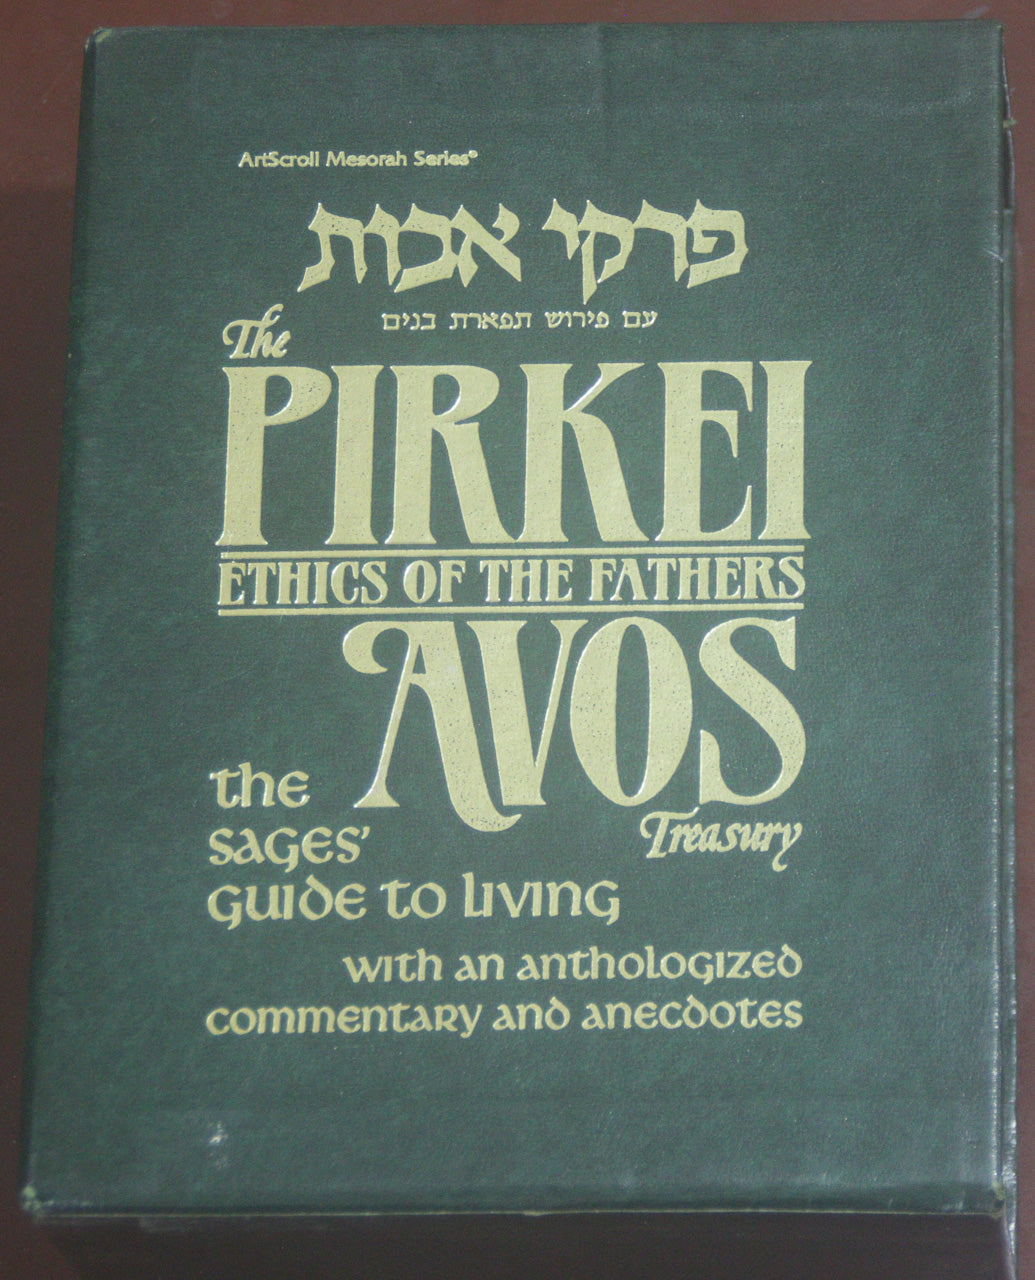 ArtScroll Mesorah Series®
פרקי אבות
עם פירוש תפארת בנים
The
PIRKEI
ETHICS OF THE FATHERS
AVOS
Treasury
the
sages'
guide to living
with an anthologized
commentary and anecdotes